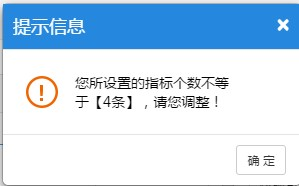 提示信息
您所设置的指标个数不等
于【4条】，请您调整！
确 定